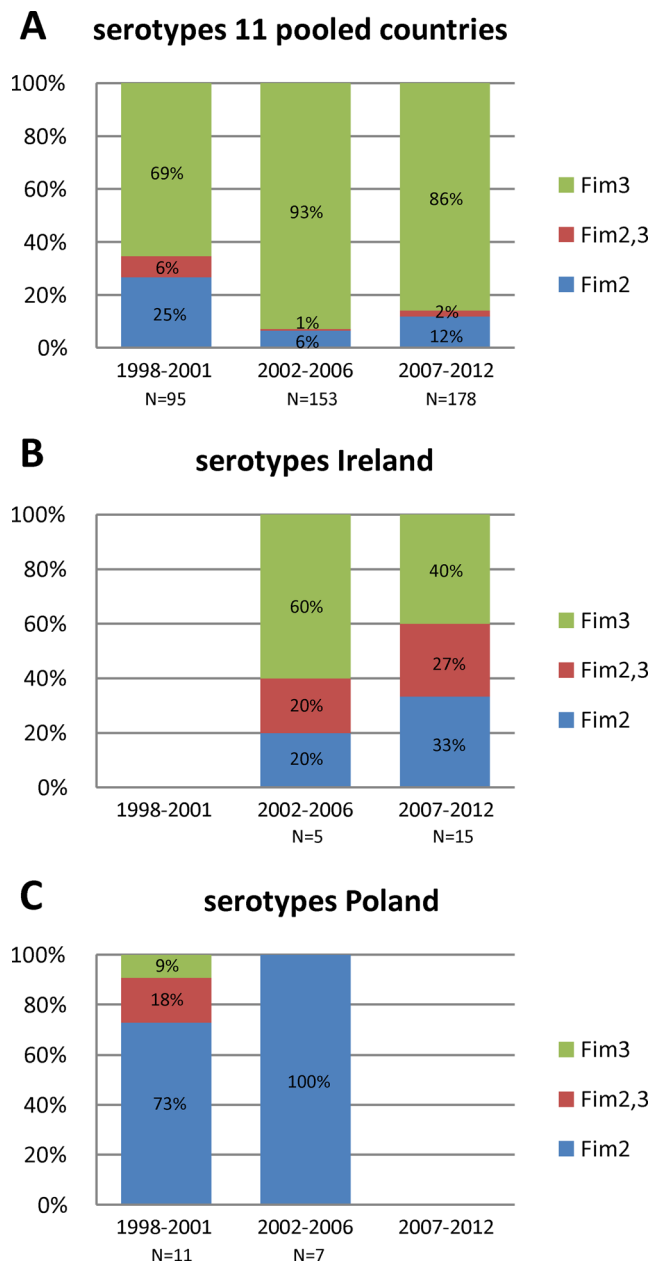 A serotypes 11 pooled countries
100%
80%
60%
40%
20%
0%
69%
6%
25%
93%
1%
6%
86%
2%
12%
1998-2001 2002-2006 2007-2012
N=95 N=153 N=178
Fim3
Fim2,3
Fim2
B serotypes Ireland
100%
80%
60%
40%
20%
0%
60%
20%
20%
40%
27%
33%
1998-2001 2002-2006 2007-2012
N=5 N=15
Fim3
Fim2,3
Fim2
C serotypes Poland
100%
80%
60%
40%
20%
0%
9%
18%
73%
100%
1998-2001 2002-2006 2007-2012
N=11 N=7
Fim3
Fim2,3
Fim2